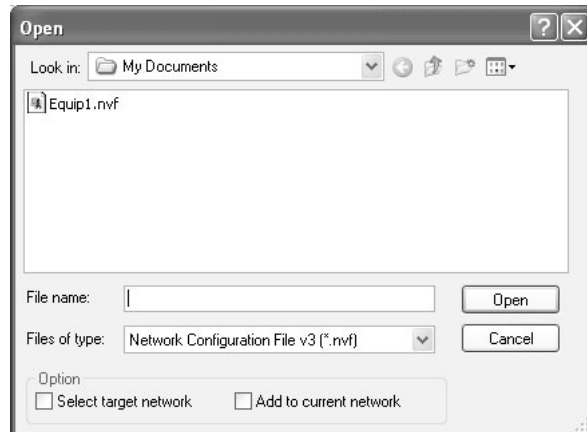 Open
Look in: My Documents
Equip1.nvf
File name: Open
Files of type: Network Configuration File v3 (*.nvf) Cancel
Option
Select target network Add to current network